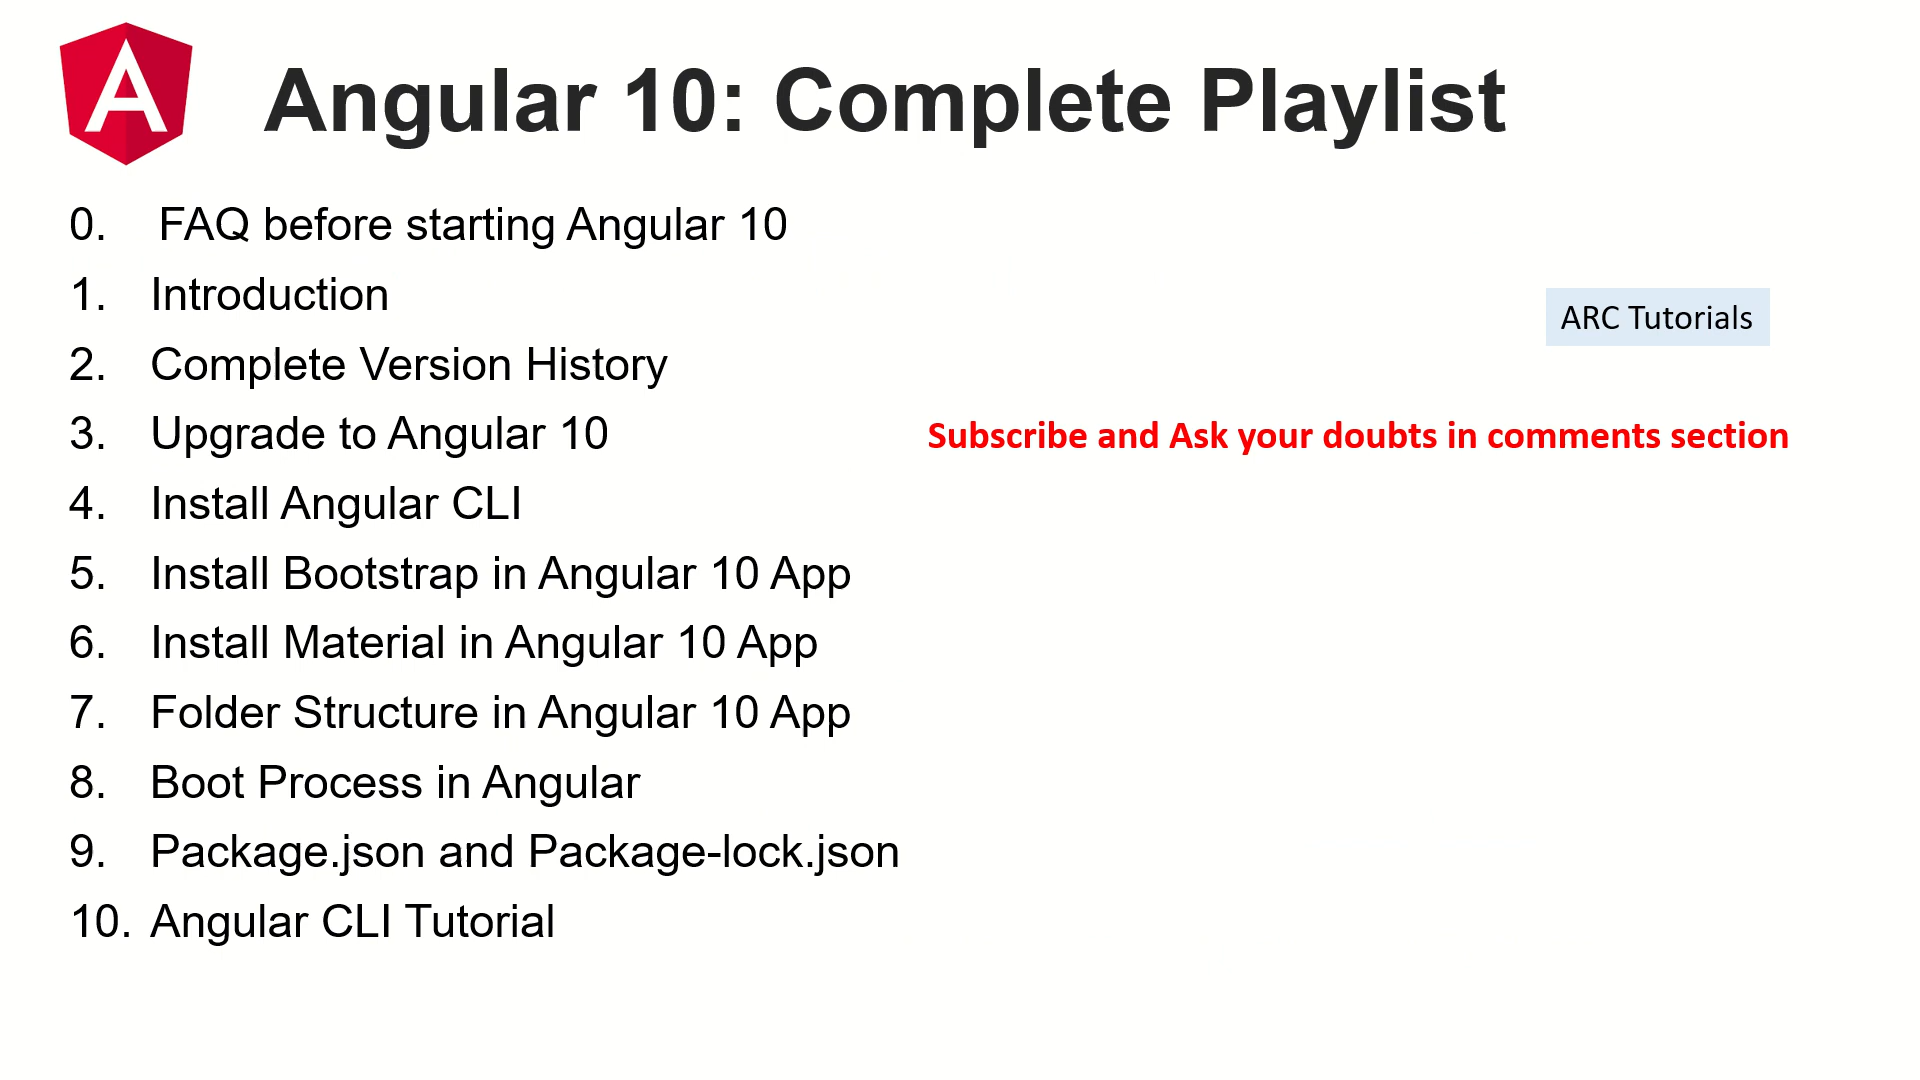 Angular 10: Complete Playlist
0. FAQ before starting Angular 10
1. Introduction
2. Complete Version History
3. Upgrade to Angular 10
4. Install Angular CLI
5. Install Bootstrap in Angular 10 App
6. Install Material in Angular 10 App
7. Folder Structure in Angular 10 App
8. Boot Process in Angular
9. Package.json and Package-lock.json
10. Angular CLI Tutorial
ARC Tutorials
Subscribe and Ask your doubts in comments section